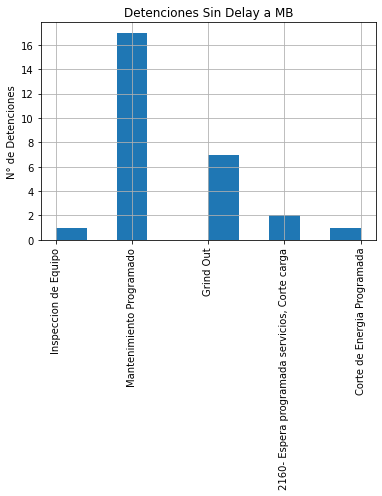 Detenciones Sin Delay a MB
N° de Detenciones
16
14
12
10
8
6
4
2
0
Inspeccion de Equipo
Mantenimiento Programado
Grind Out
2160- Espera programada servicios, Corte carga
Corte de Energia Programada